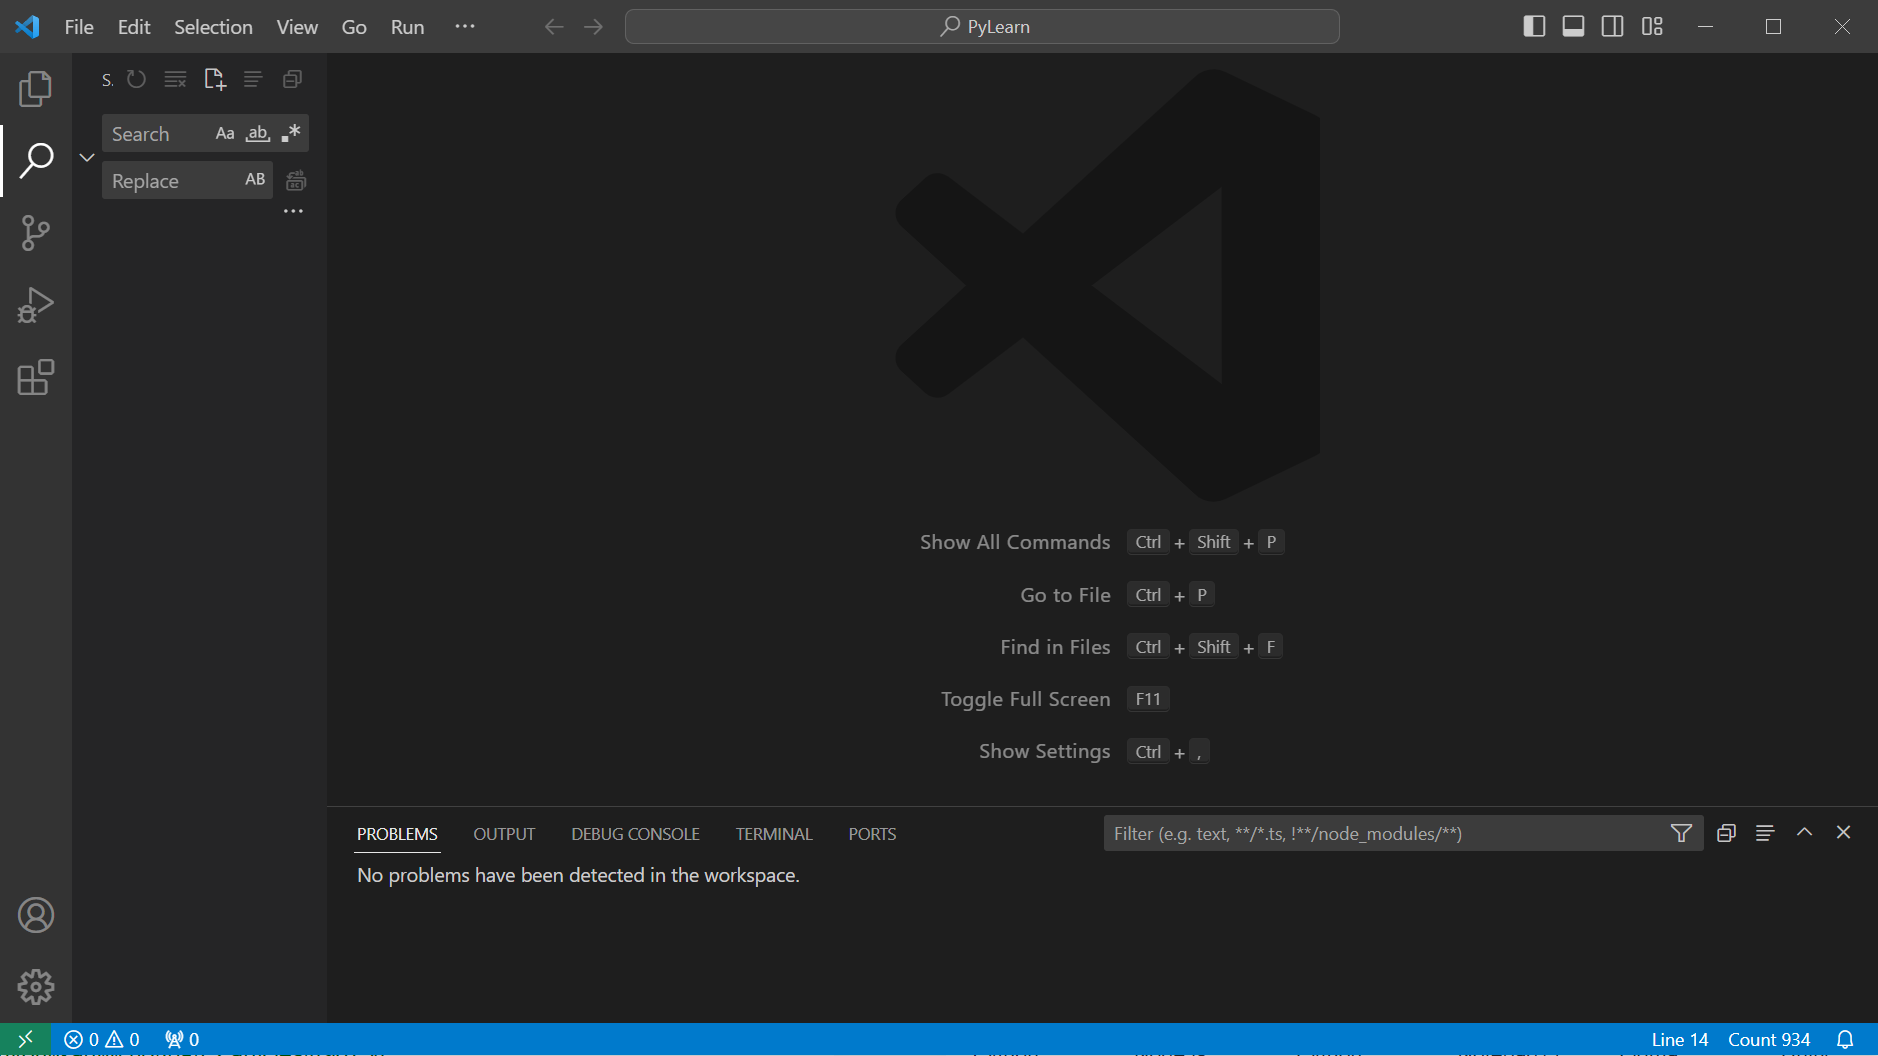 File Edit Selection View Go Run
PyLearn
S.
Search Aa ab
Replace AB
Show All Commands Ctrl + Shift + P
Go to File Ctrl + P
Find in Files Ctrl + Shift + F
Toggle Full Screen F11
Show Settings Ctrl + ,
PROBLEMS OUTPUT DEBUG CONSOLE TERMINAL PORTS
Filter (e.g. text, **/*.ts, !**/node_modules/**)
No problems have been detected in the workspace.
0 0 0
Line 14 Count 934